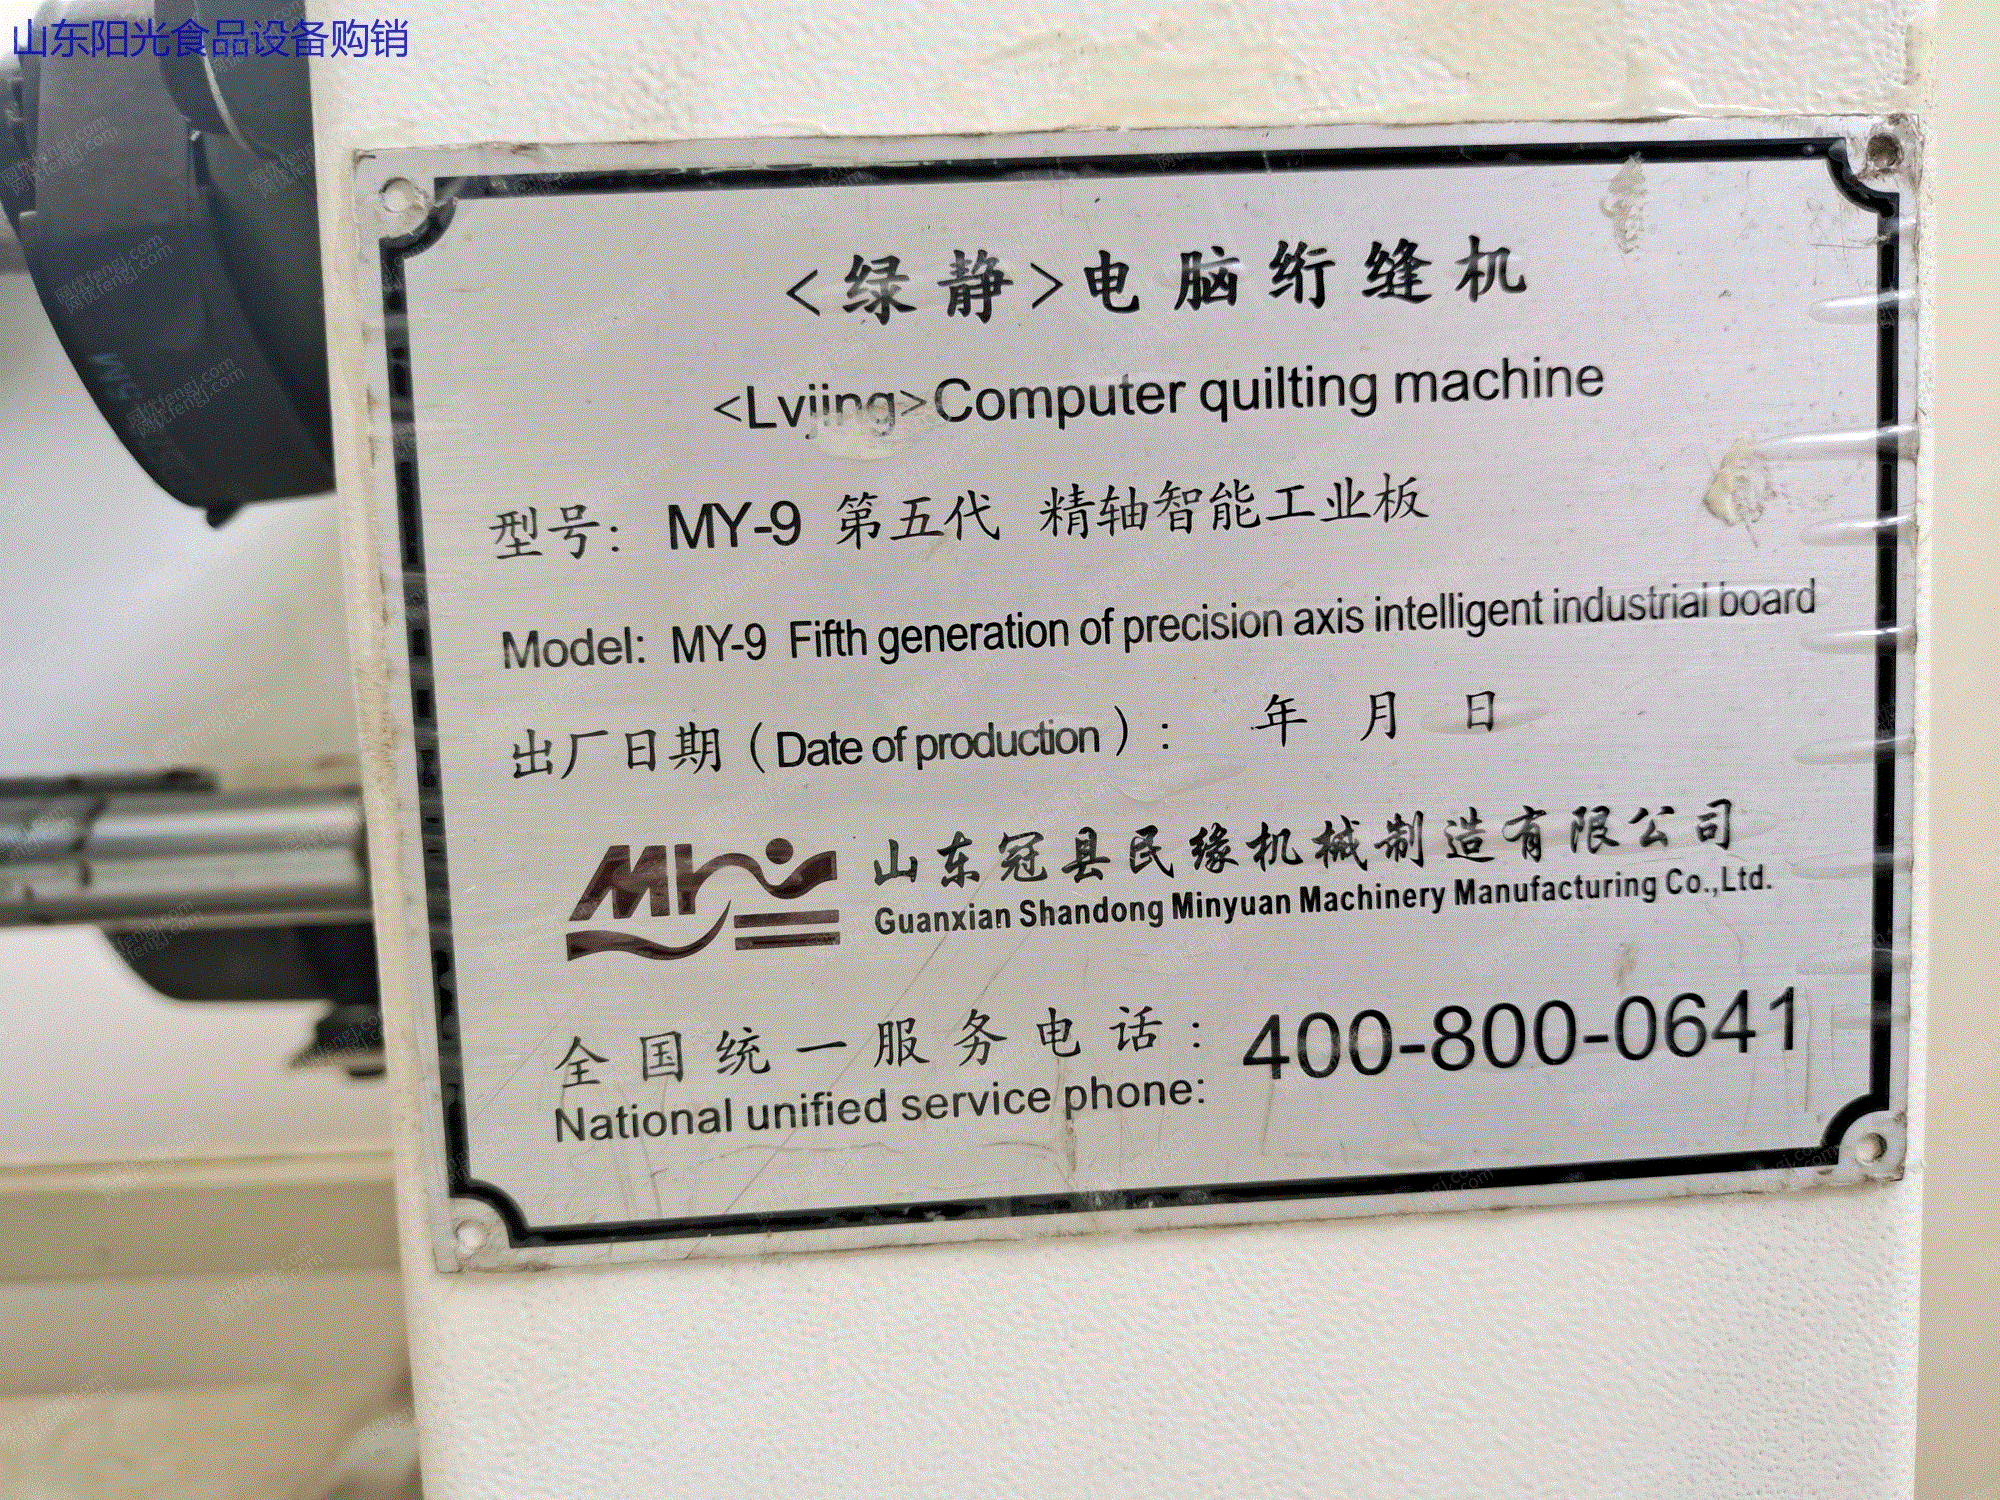 山东阳光食品设备购销
<绿静>电脑绗缝机
<Lvjing>Computer quilting machine
型号: MY-9 第五代 精轴智能工业板
Model: MY-9 Fifth generation of precision axis intelligent industrial board
出厂日期（Date of production）: 年 月 日
MY
山东冠县民缘机械制造有限公司
Guanxian Shandong Minyuan Machinery Manufacturing Co.,Ltd.
全国统一服务电话: 400-800-0641
National unified service phone: